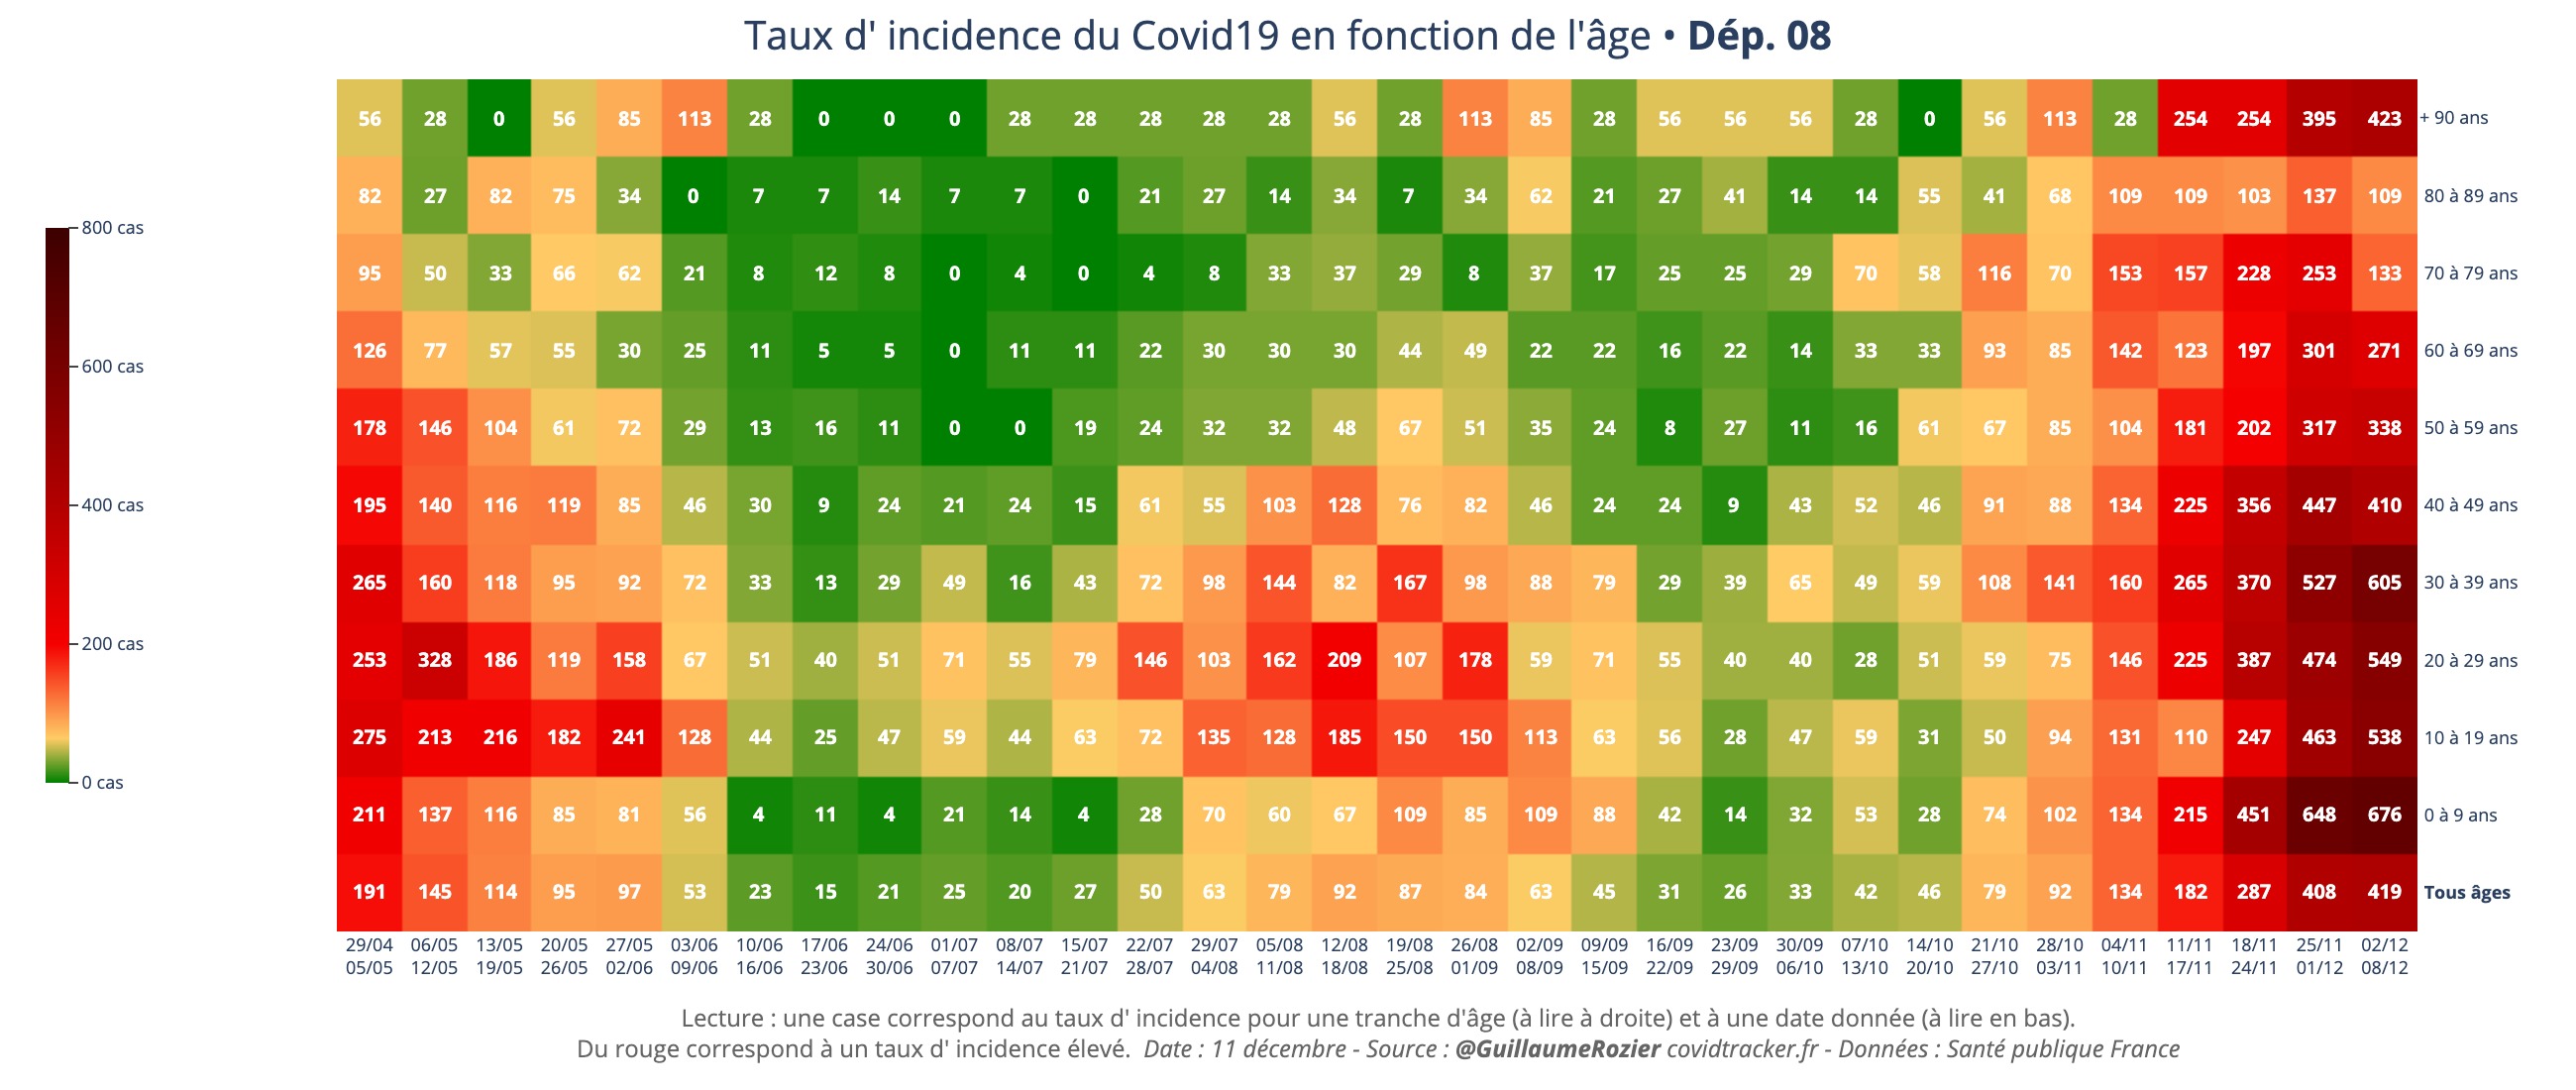 Taux d' incidence du Covid19 en fonction de l'âge • Dép. 08
56 28 0 56 85 113 28 0 0 0 28 28 28 28 28 56 28 113 85 28 56 56 56 28 0 56 113 28 254 254 395 423 + 90 ans
82 27 82 75 34 0 7 7 14 7 7 0 21 27 14 34 7 34 62 21 27 41 14 14 55 41 68 109 109 103 137 109 80 à 89 ans
95 50 33 66 62 21 8 12 8 0 4 0 4 8 33 37 29 8 37 17 25 25 29 70 58 116 70 153 157 228 253 133 70 à 79 ans
126 77 57 55 30 25 11 5 5 0 11 11 22 30 30 30 44 49 22 22 16 22 14 33 33 93 85 142 123 197 301 271 60 à 69 ans
178 146 104 61 72 29 13 16 11 0 0 19 24 32 32 48 67 51 35 24 8 27 11 16 61 67 85 104 181 202 317 338 50 à 59 ans
195 140 116 119 85 46 30 9 24 21 24 15 61 55 103 128 76 82 46 24 24 9 43 52 46 91 88 134 225 356 447 410 40 à 49 ans
265 160 118 95 92 72 33 13 29 49 16 43 72 98 144 82 167 98 88 79 29 39 65 49 59 108 141 160 265 370 527 605 30 à 39 ans
253 328 186 119 158 67 51 40 51 71 55 79 146 103 162 209 107 178 59 71 55 40 40 28 51 59 75 146 225 387 474 549 20 à 29 ans
275 213 216 182 241 128 44 25 47 59 44 63 72 135 128 185 150 150 113 63 56 28 47 59 31 50 94 131 110 247 463 538 10 à 19 ans
211 137 116 85 81 56 4 11 4 21 14 4 28 70 60 67 109 85 109 88 42 14 32 53 28 74 102 134 215 451 648 676 0 à 9 ans
191 145 114 95 97 53 23 15 21 25 20 27 50 63 79 92 87 84 63 45 31 26 33 42 46 79 92 134 182 287 408 419 Tous âges
29/04 06/05 13/05 20/05 27/05 03/06 10/06 17/06 24/06 01/07 08/07 15/07 22/07 29/07 05/08 12/08 19/08 26/08 02/09 09/09 16/09 23/09 30/09 07/10 14/10 21/10 28/10 04/11 11/11 18/11 25/11 02/12
05/05 12/05 19/05 26/05 02/06 09/06 16/06 23/06 30/06 07/07 14/07 21/07 28/07 04/08 11/08 18/08 25/08 01/09 08/09 15/09 22/09 29/09 06/10 13/10 20/10 27/10 03/11 10/11 17/11 24/11 01/12 08/12
800 cas
600 cas
400 cas
200 cas
0 cas
Lecture : une case correspond au taux d' incidence pour une tranche d'âge (à lire à droite) et à une date donnée (à lire en bas).
Du rouge correspond à un taux d' incidence élevé. Date : 11 décembre - Source : @GuillaumeRozier covidtracker.fr - Données : Santé publique France